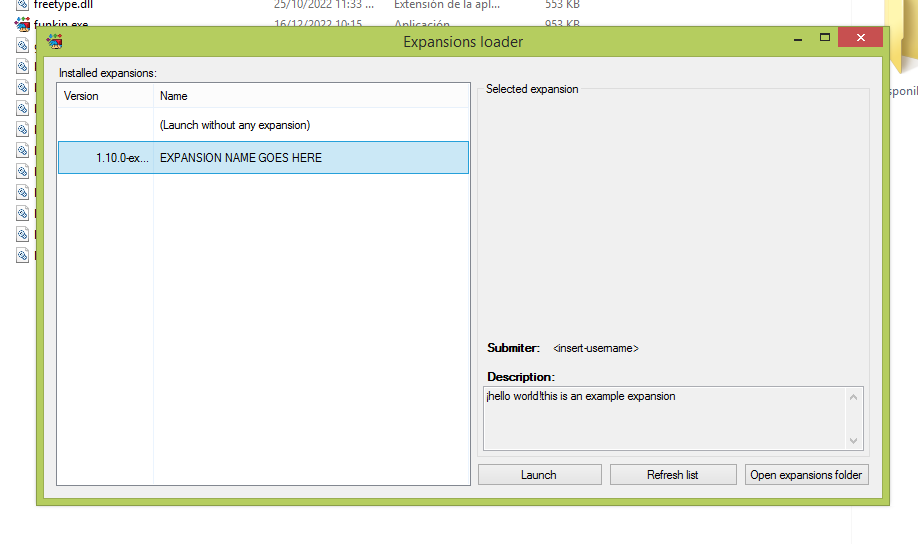 freetype.dll 25/10/2022 11:33 ... Extensión de la apl... 553 KB
funkin.exe 16/12/2022 10:15 Aplicación 953 KB
Expansions loader
Installed expansions:
Version Name
(Launch without any expansion)
1.10.0-ex... EXPANSION NAME GOES HERE
Selected expansion
Submiter: <insert-username>
Description:
¡hello world!this is an example expansion
Launch Refresh list Open expansions folder